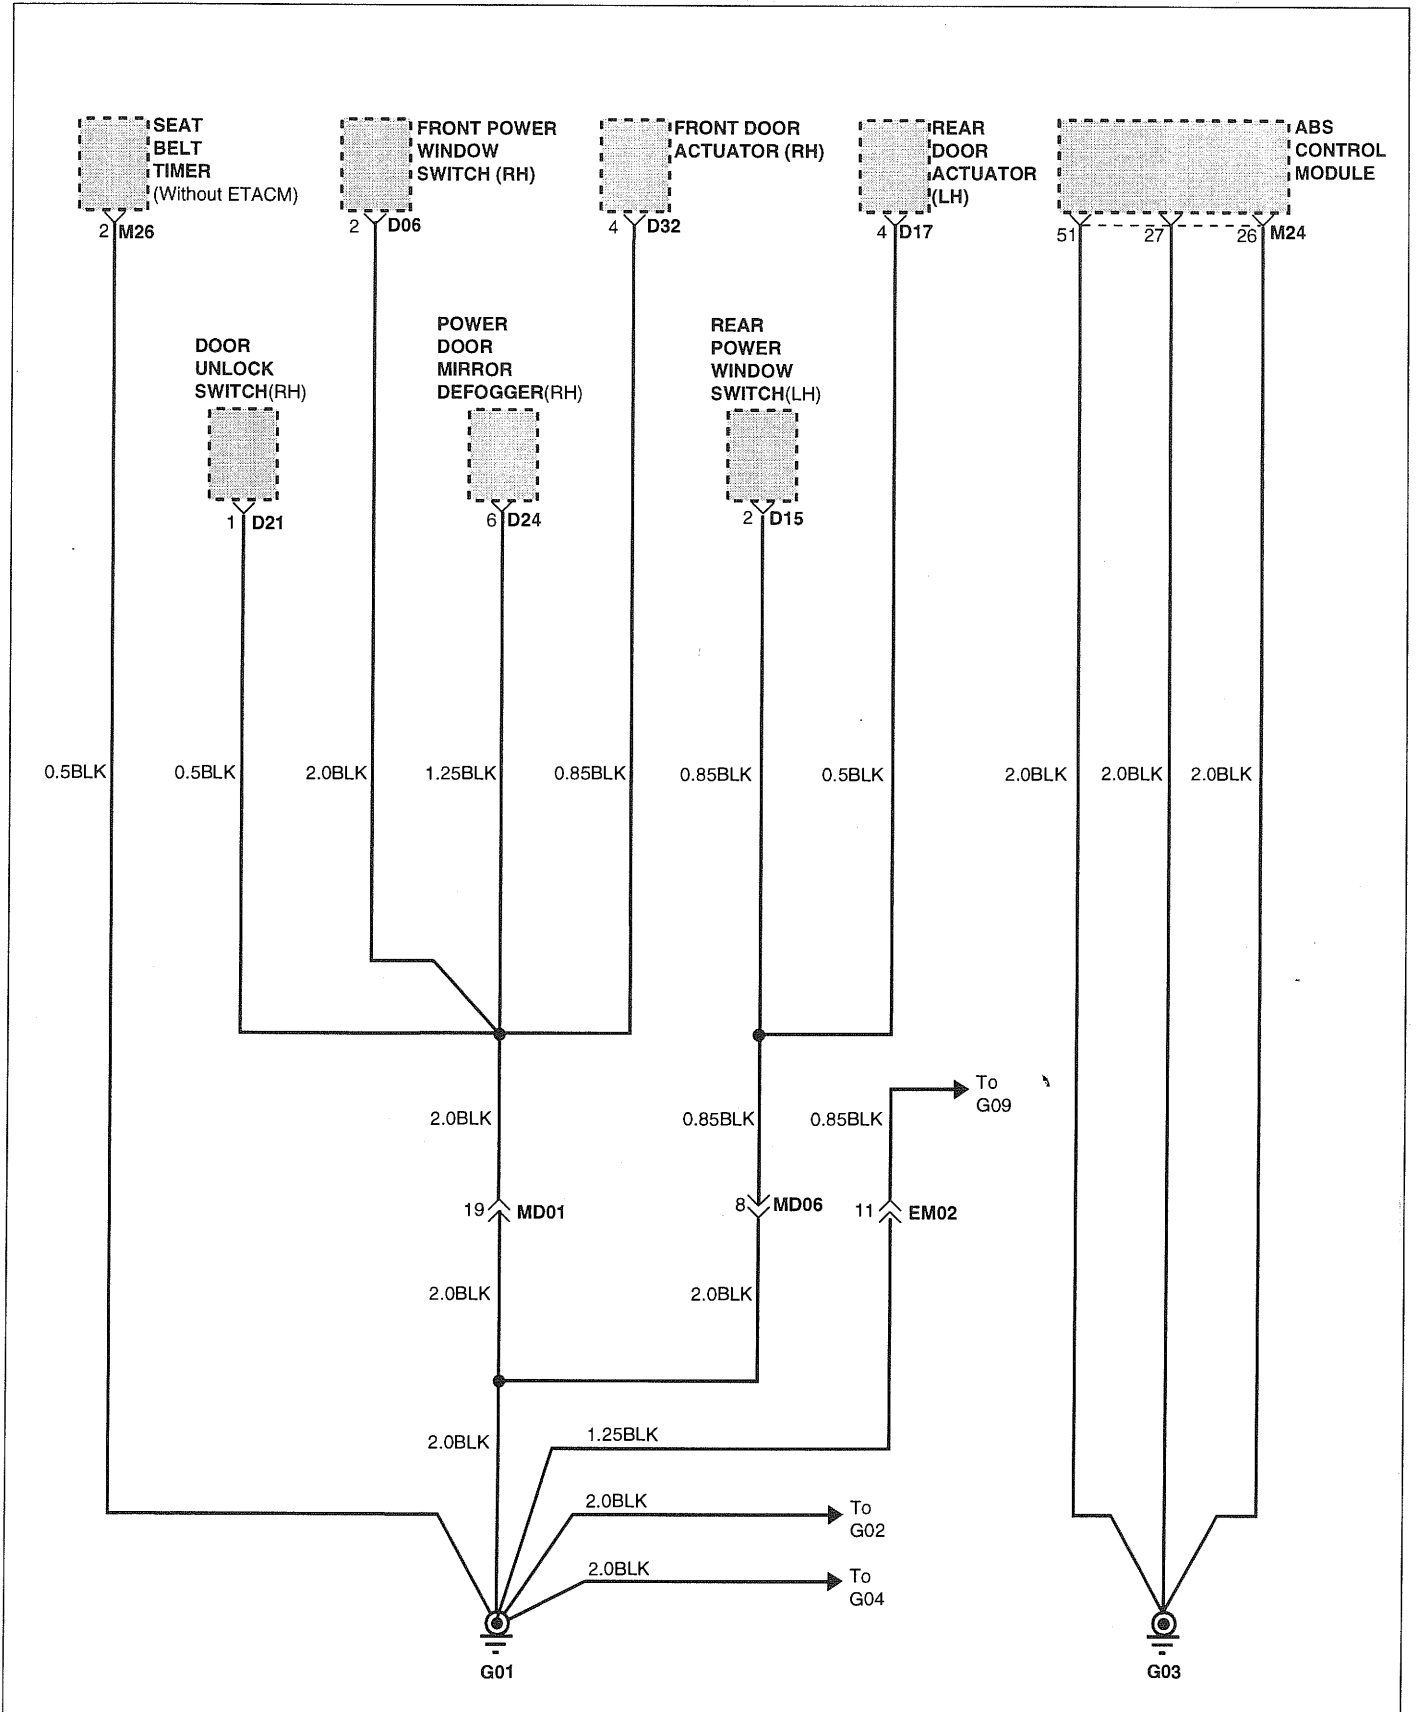 SEAT
BELT
TIMER
(Without ETACM)
2 M26
FRONT POWER
WINDOW
SWITCH (RH)
2 D06
FRONT DOOR
ACTUATOR (RH)
4 D32
REAR
DOOR
ACTUATOR
(LH)
4 D17
ABS
CONTROL
MODULE
51 27 26 M24
DOOR
UNLOCK
SWITCH(RH)
1 D21
POWER
DOOR
MIRROR
DEFOGGER(RH)
6 D24
REAR
POWER
WINDOW
SWITCH(LH)
2 D15
0.5BLK 0.5BLK 2.0BLK 1.25BLK 0.85BLK 0.85BLK 0.5BLK 2.0BLK 2.0BLK 2.0BLK
To
G09
2.0BLK 0.85BLK 0.85BLK
19 MD01 8 MD06 11 EM02
2.0BLK 2.0BLK
2.0BLK 1.25BLK
2.0BLK To
G02
2.0BLK To
G04
G01 G03